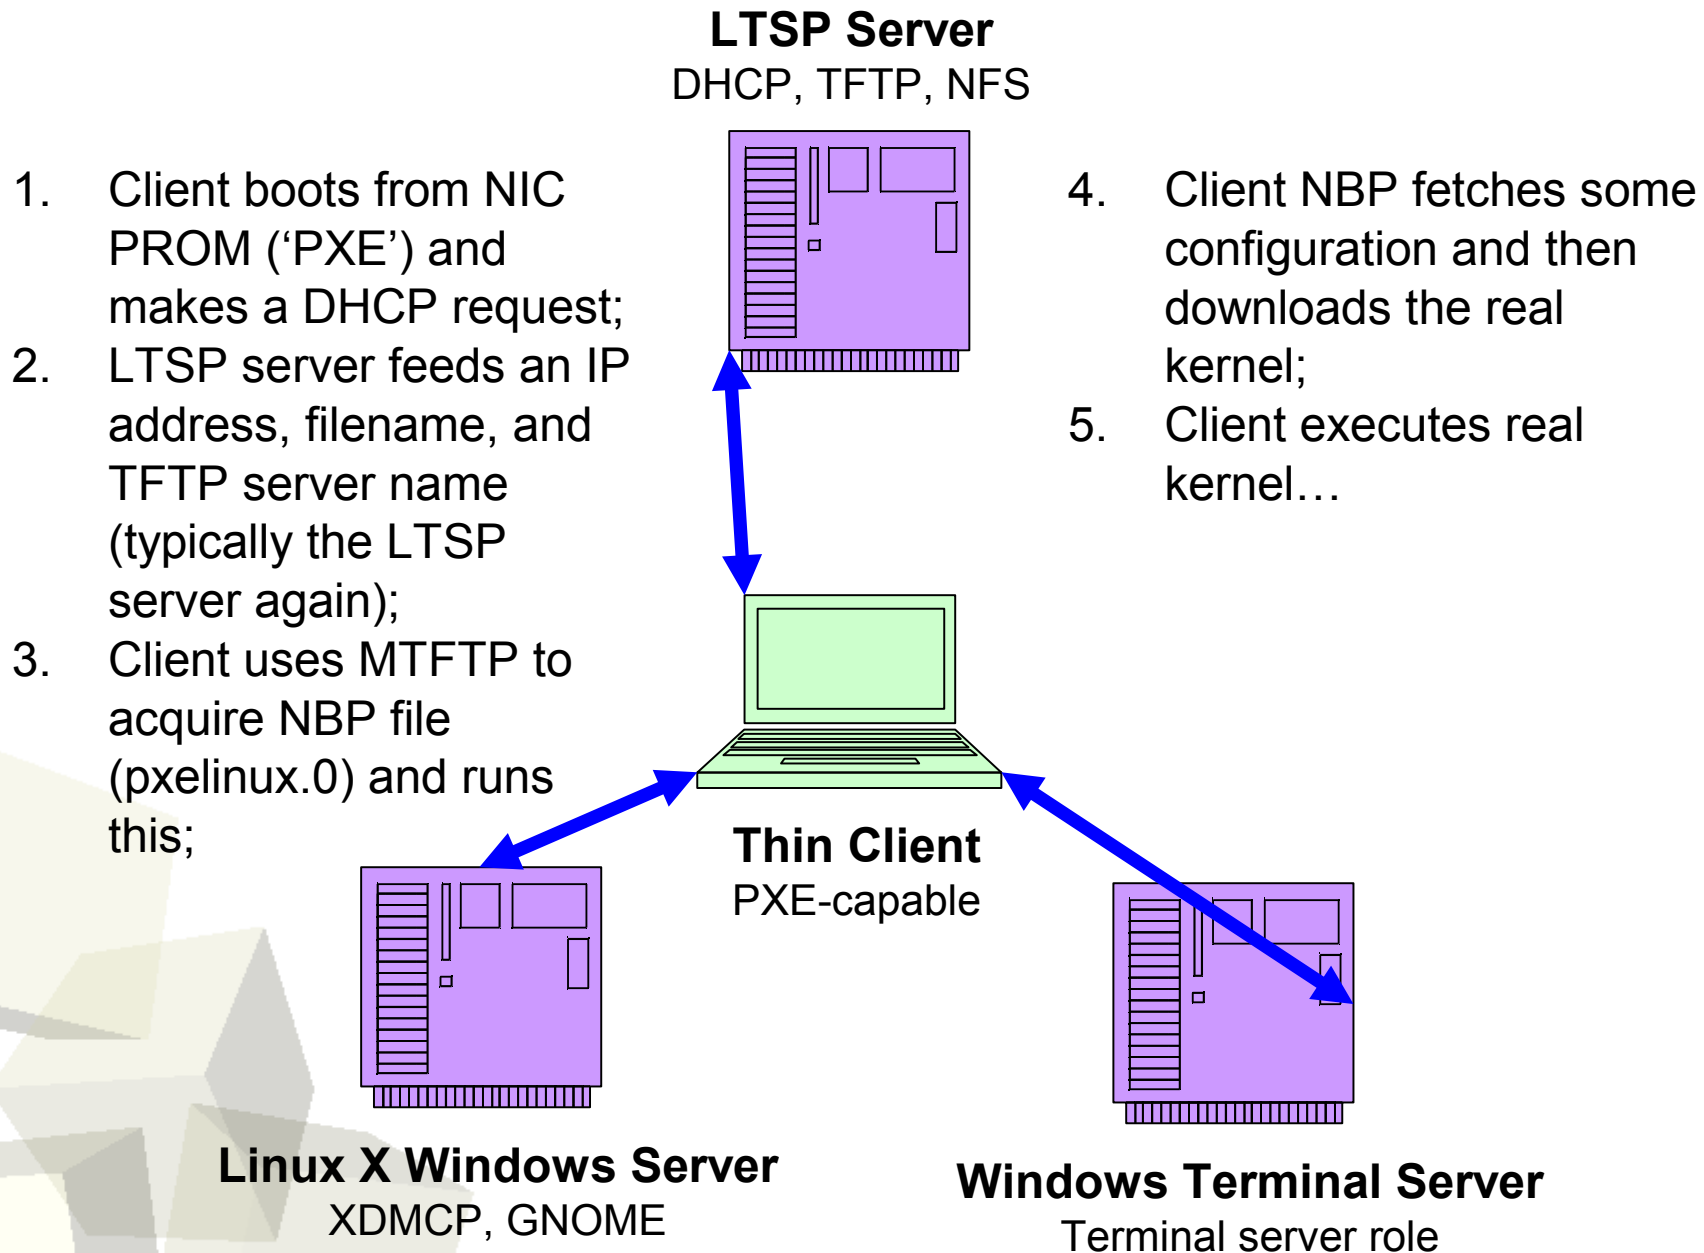 LTSP Server
DHCP, TFTP, NFS
1. Client boots from NIC
PROM (‘PXE’) and
makes a DHCP request;
2. LTSP server feeds an IP
address, filename, and
TFTP server name
(typically the LTSP
server again);
3. Client uses MTFTP to
acquire NBP file
(pxelinux.0) and runs
this;
4. Client NBP fetches some
configuration and then
downloads the real
kernel;
5. Client executes real
kernel…
Thin Client
PXE-capable
Linux X Windows Server
XDMCP, GNOME
Windows Terminal Server
Terminal server role